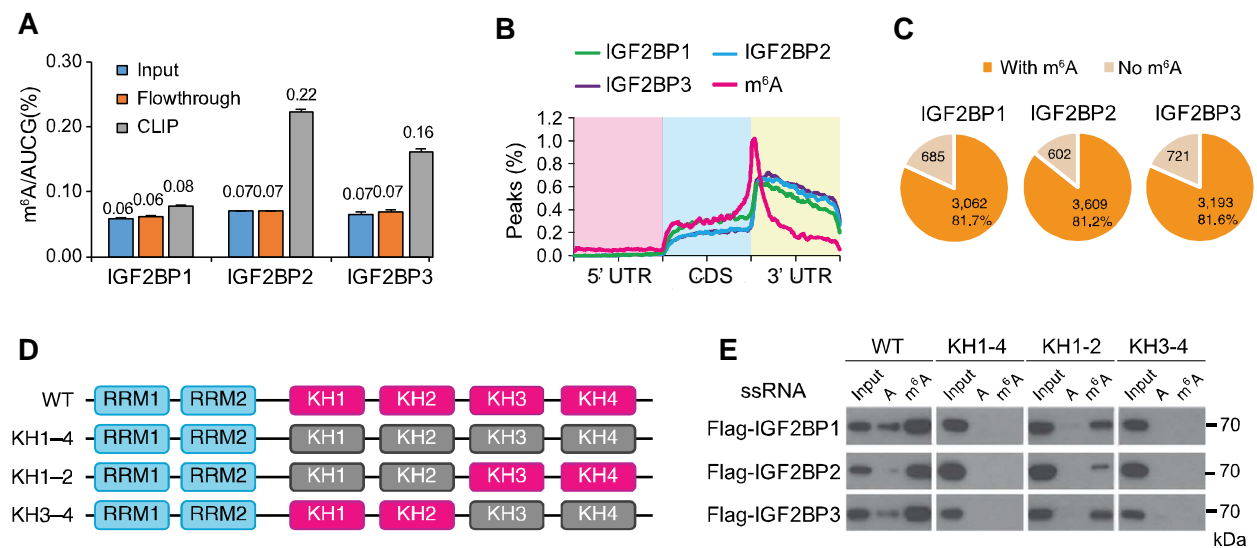 A
m⁶A/AUCG(%)
0.30
0.20
0.10
0.00
Input
Flowthrough
CLIP
0.06
0.06
0.08
0.07
0.07
0.22
0.07
0.07
0.16
IGF2BP1
IGF2BP2
IGF2BP3
B
IGF2BP1
IGF2BP2
IGF2BP3
m⁶A
Peaks (%)
1.2
1.0
0.8
0.6
0.4
0.2
0.0
5' UTR
CDS
3' UTR
C
With m⁶A
No m⁶A
IGF2BP1
IGF2BP2
IGF2BP3
685
3,062
81.7%
602
3,609
81.2%
721
3,193
81.6%
D
WT RRM1 RRM2 KH1 KH2 KH3 KH4
KH1–4 RRM1 RRM2 KH1 KH2 KH3 KH4
KH1–2 RRM1 RRM2 KH1 KH2 KH3 KH4
KH3–4 RRM1 RRM2 KH1 KH2 KH3 KH4
E
WT KH1-4 KH1-2 KH3-4
ssRNA Input A m⁶A Input A m⁶A Input A m⁶A Input A m⁶A
Flag-IGF2BP1 70
Flag-IGF2BP2 70
Flag-IGF2BP3 70
kDa